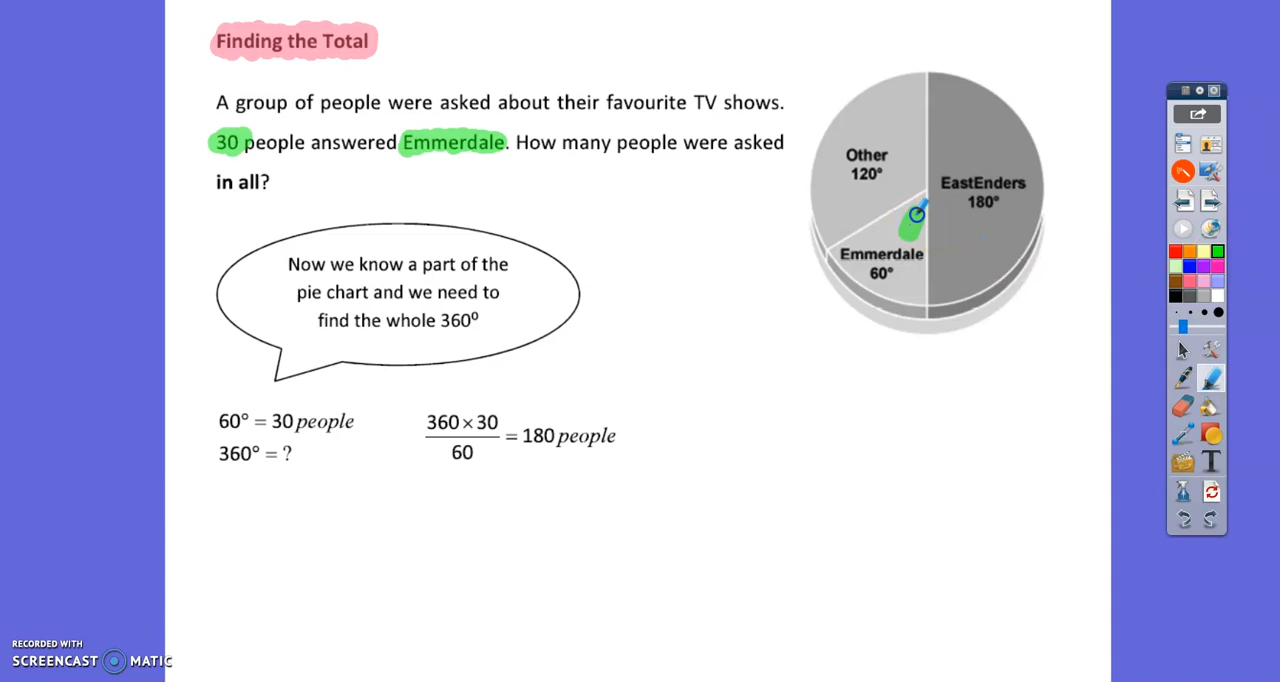 Finding the Total
A group of people were asked about their favourite TV shows.
30 people answered Emmerdale. How many people were asked
in all?
Other
120°
EastEnders
180°
Emmerdale
60°
Now we know a part of the
pie chart and we need to
find the whole 360⁰
60° = 30 people
360° = ?
360 × 30
60
= 180 people
T
RECORDED WITH
SCREENCAST MATIC